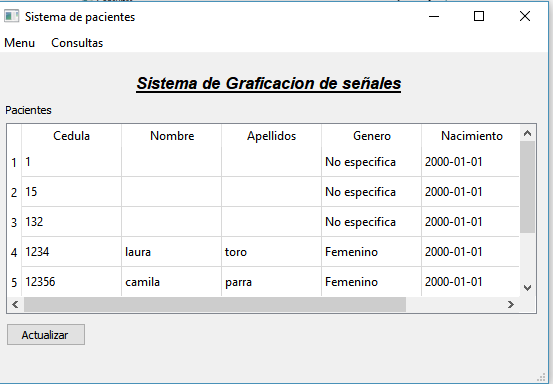 Sistema de pacientes
Menu Consultas
Sistema de Graficacion de señales
Pacientes
Cedula Nombre Apellidos Genero Nacimiento
1 1 No especifica 2000-01-01
2 15 No especifica 2000-01-01
3 132 No especifica 2000-01-01
4 1234 laura toro Femenino 2000-01-01
5 12356 camila parra Femenino 2000-01-01
Actualizar